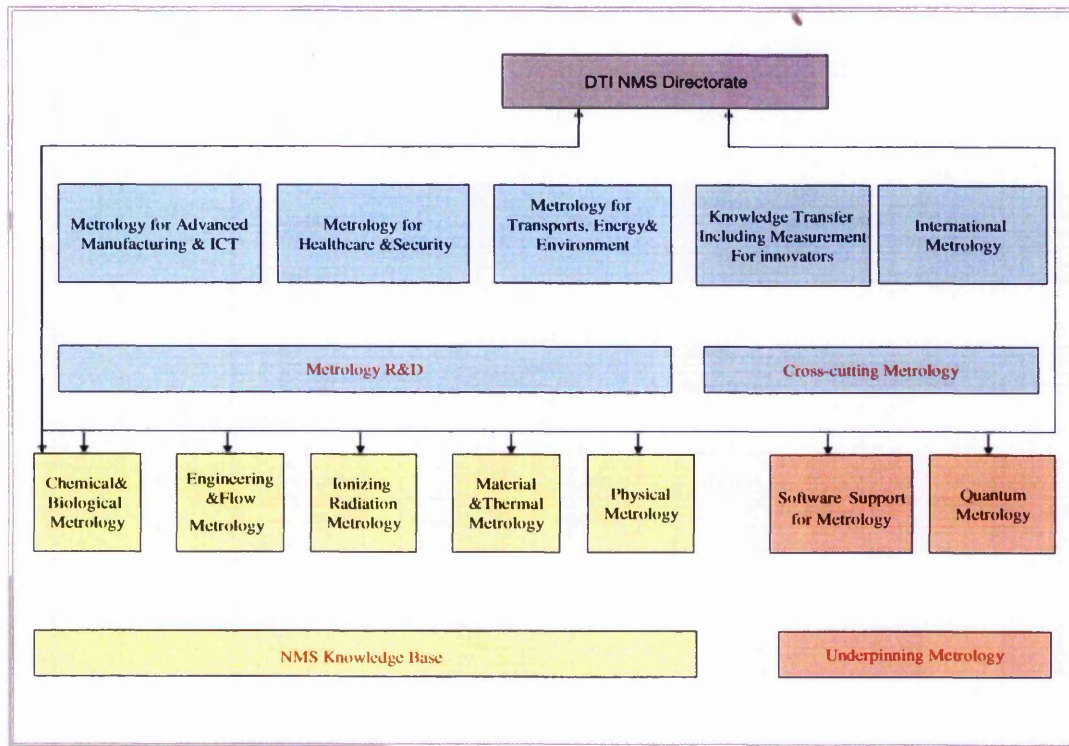 DTI NMS Directorate
Metrology for Advanced
Manufacturing & ICT
Metrology for
Healthcare &Security
Metrology for
Transports, Energy&
Environment
Knowledge Transfer
Including Measurement
For innovators
International
Metrology
Metrology R&D
Cross-cutting Metrology
Chemical&
Biological
Metrology
Engineering
&Flow
Metrology
Ionizing
Radiation
Metrology
Material
&Thermal
Metrology
Physical
Metrology
Software Support
for Metrology
Quantum
Metrology
NMS Knowledge Base
Underpinning Metrology